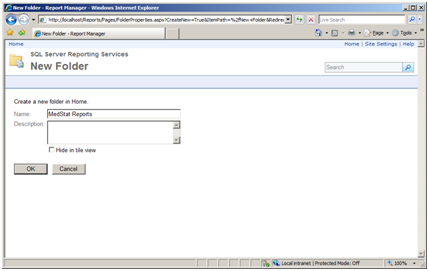 New Folder - Report Manager - Windows Internet Explorer
http://localhost/Reports/Pages/FolderProperties.aspx?CreateNew=True&ItemPath=%2fNew+Folder&Redirec
Live Search
New Folder - Report Manager
Page
Tools
Home
Home | Site Settings | Help
SQL Server Reporting Services
New Folder
Search
Create a new folder in Home.
Name: MedStat Reports
Description:
Hide in tile view
OK Cancel
Local intranet | Protected Mode: Off
100%